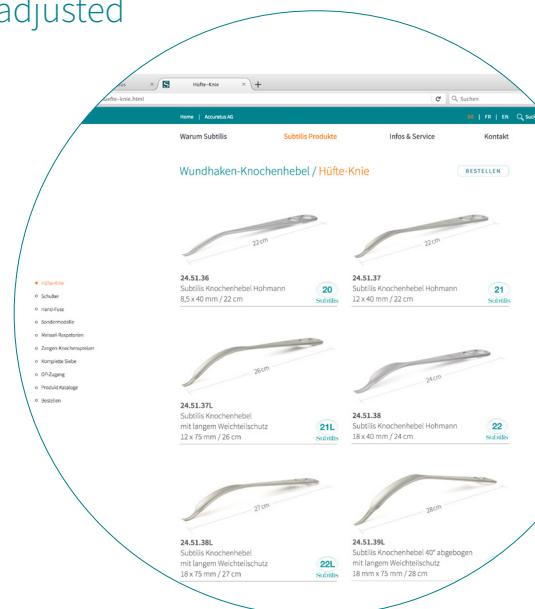 adjusted
Hüfte–Knie
Suchen
Home | Accuratus AG
DE | FR | EN
Warum Subtilis
Subtilis Produkte
Infos & Service
Kontakt
Wundhaken-Knochenhebel / Hüfte-Knie
BESTELLEN
22 cm
22 cm
24.51.36
Subtilis Knochenhebel Hohmann
8,5 x 40 mm / 22 cm
20
Subtilis
24.51.37
Subtilis Knochenhebel Hohmann
12 x 40 mm / 22 cm
21
Subtilis
Hüfte-Knie
Schulter
Hand-Fuss
Sondermodelle
Meissel-Raspatorien
Zangen-Knochenspreizer
Komplette Siebe
OP-Zugang
Produkt Kataloge
Bestellen
26 cm
24 cm
24.51.37L
Subtilis Knochenhebel
mit langem Weichteilschutz
12 x 75 mm / 26 cm
21L
Subtilis
24.51.38
Subtilis Knochenhebel Hohmann
18 x 40 mm / 24 cm
22
Subtilis
27 cm
28cm
24.51.38L
Subtilis Knochenhebel
mit langem Weichteilschutz
18 x 75 mm / 27 cm
22L
Subtilis
24.51.39L
Subtilis Knochenhebel 40° abgebogen
mit langem Weichteilschutz
18 mm x 75 mm / 28 cm